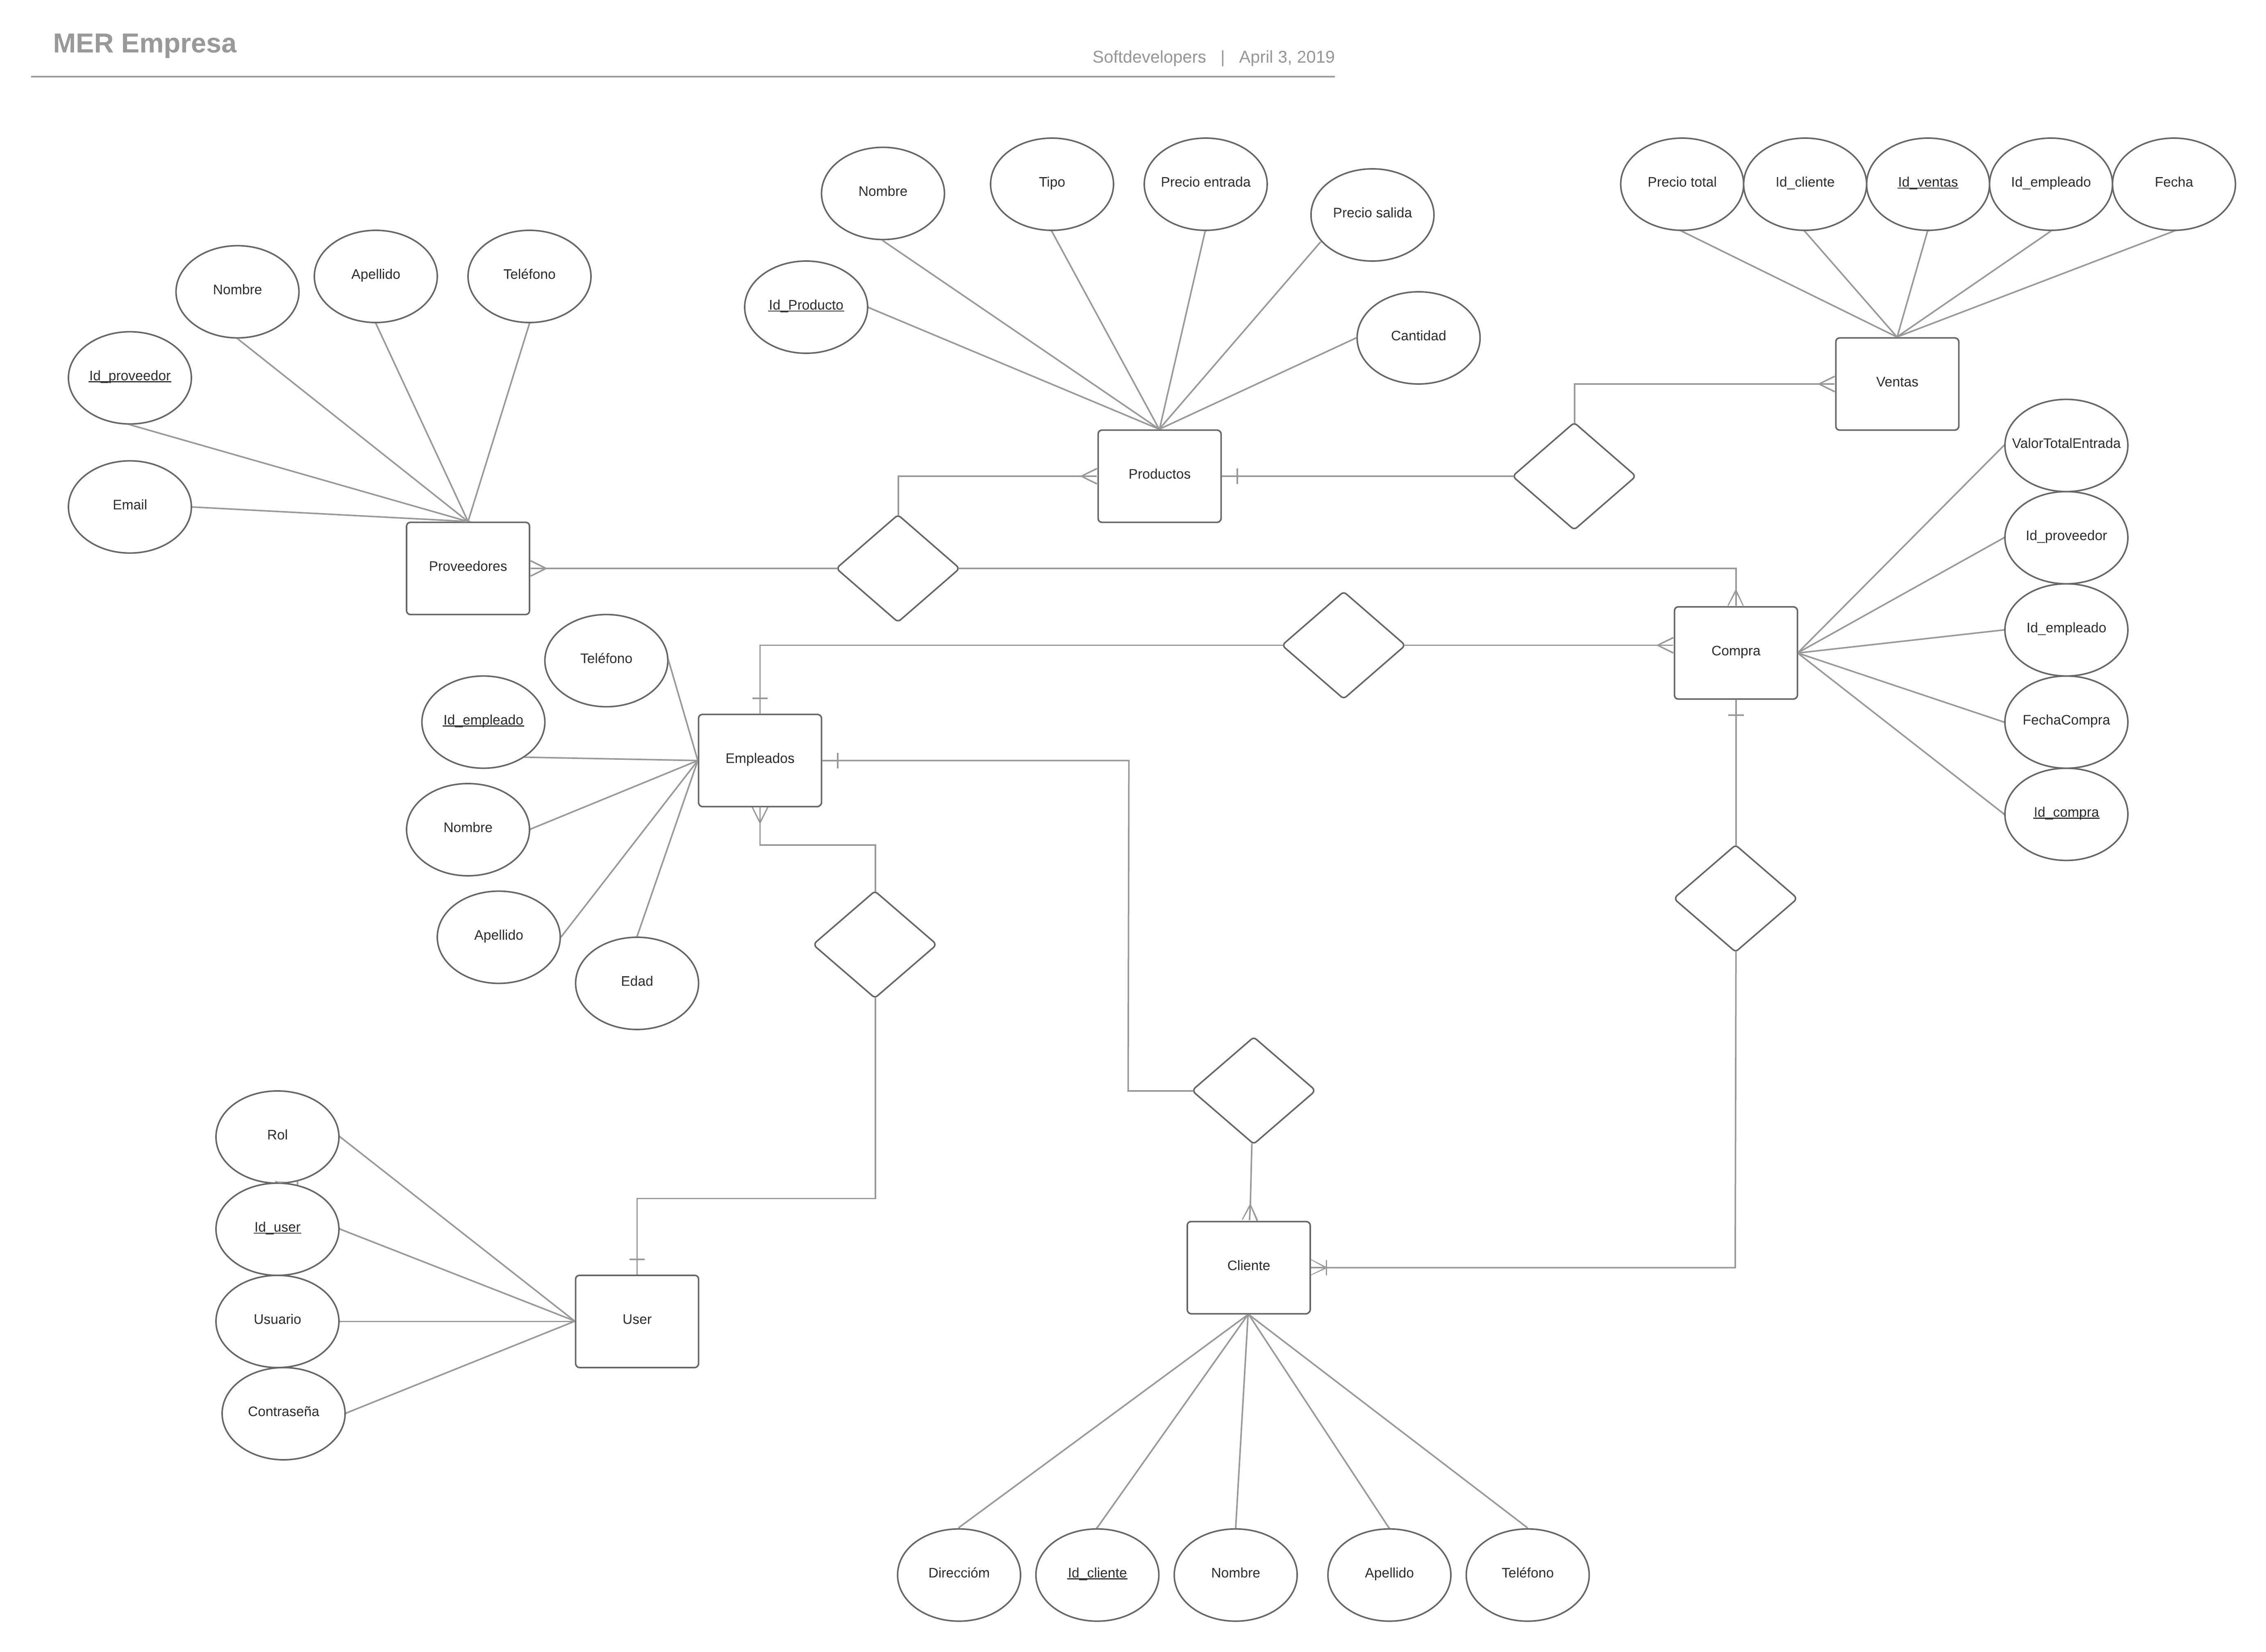 MER Empresa
Softdevelopers | April 3, 2019
Nombre
Tipo
Precio entrada
Precio salida
Id_Producto
Cantidad
Productos
Precio total
Id_cliente
Id_ventas
Id_empleado
Fecha
Ventas
Nombre
Apellido
Teléfono
Id_proveedor
Email
Proveedores
ValorTotalEntrada
Id_proveedor
Id_empleado
FechaCompra
Id_compra
Compra
Teléfono
Id_empleado
Nombre
Apellido
Edad
Empleados
Rol
Id_user
Usuario
Contraseña
User
Cliente
Direccióm
Id_cliente
Nombre
Apellido
Teléfono